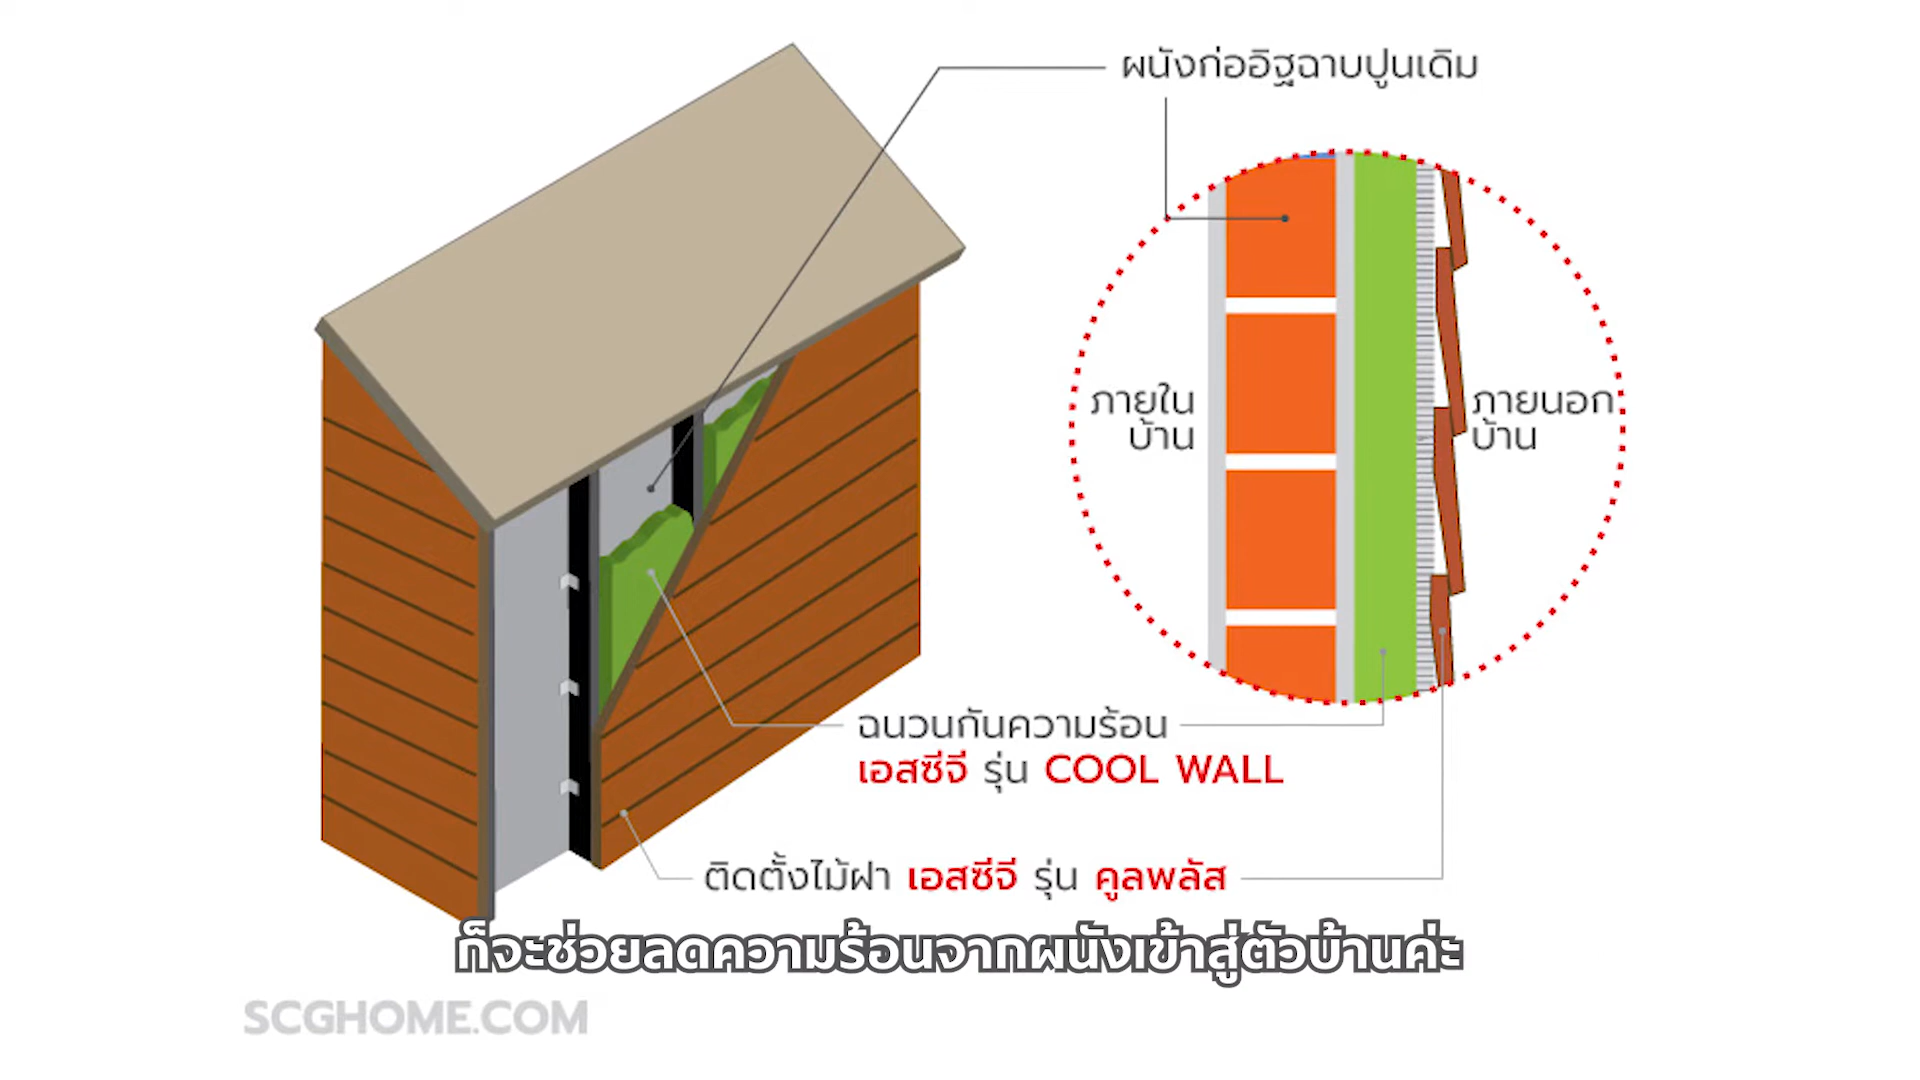 ผนังก่ออิฐฉาบปูนเดิม
ภายใน
บ้าน
ภายนอก
บ้าน
ฉนวนกันความร้อน
เอสซีจี รุ่น COOL WALL
ติดตั้งไม้ฝา เอสซีจี รุ่น คูลพลัส
ก็จะช่วยลดความร้อนจากผนังเข้าสู่ตัวบ้านค่ะ
SCGHOME.COM